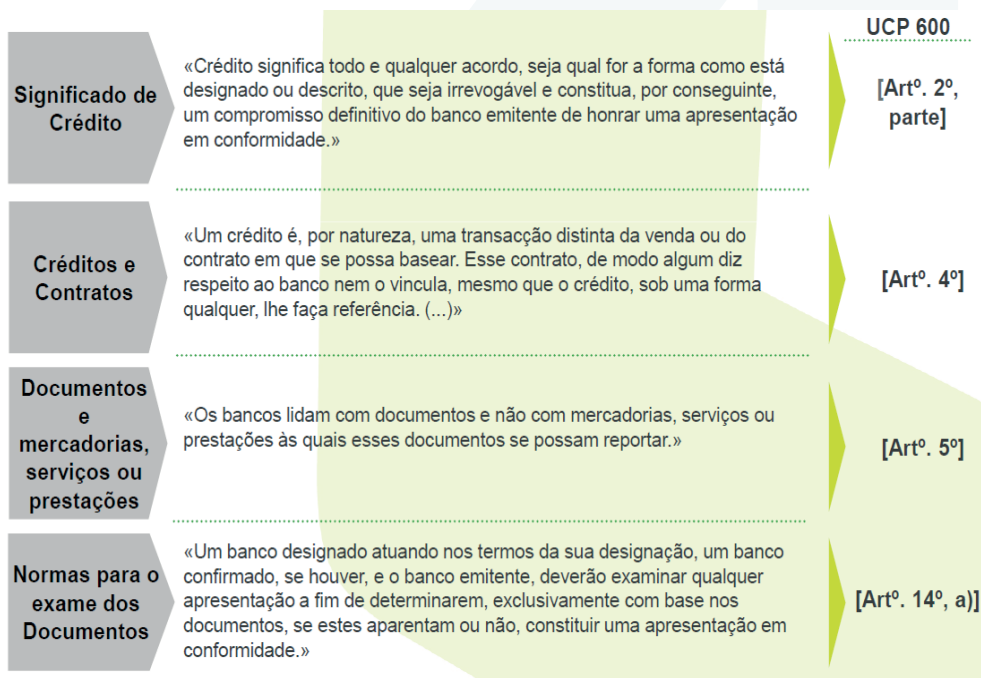 UCP 600
Significado de
Crédito
«Crédito significa todo e qualquer acordo, seja qual for a forma como está
designado ou descrito, que seja irrevogável e constitua, por conseguinte,
um compromisso definitivo do banco emitente de honrar uma apresentação
em conformidade.»
[Artº. 2º,
parte]
Créditos e
Contratos
«Um crédito é, por natureza, uma transacção distinta da venda ou do
contrato em que se possa basear. Esse contrato, de modo algum diz
respeito ao banco nem o vincula, mesmo que o crédito, sob uma forma
qualquer, lhe faça referência. (...)»
[Artº. 4º]
Documentos
e
mercadorias,
serviços ou
prestações
«Os bancos lidam com documentos e não com mercadorias, serviços ou
prestações às quais esses documentos se possam reportar.»
[Artº. 5º]
Normas para o
exame dos
Documentos
«Um banco designado atuando nos termos da sua designação, um banco
confirmado, se houver, e o banco emitente, deverão examinar qualquer
apresentação a fim de determinarem, exclusivamente com base nos
documentos, se estes aparentam ou não, constituir uma apresentação em
conformidade.»
[Artº. 14º, a)]